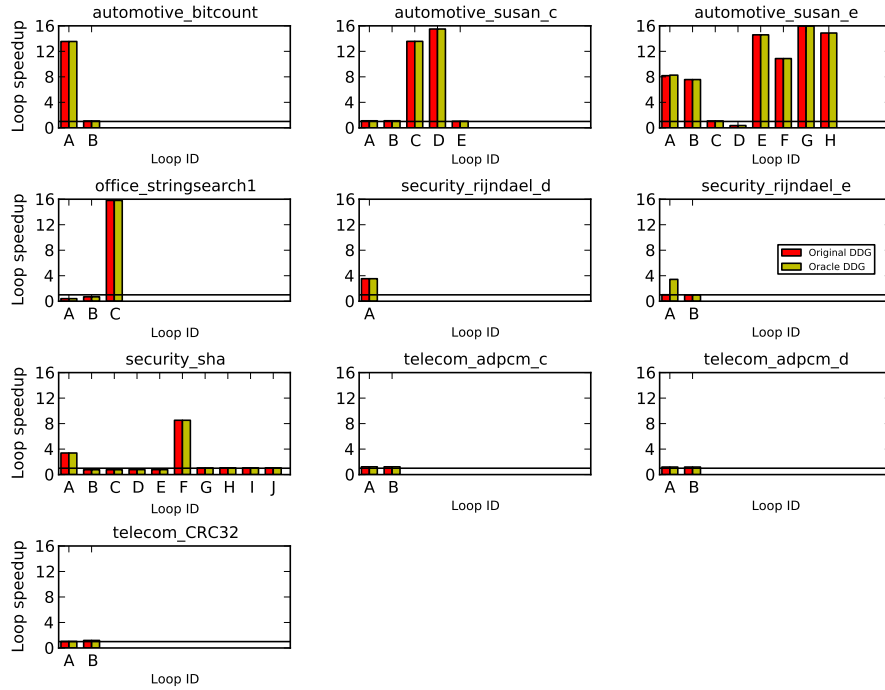 automotive_bitcount
16
12
8
4
0
Loop speedup
A B
Loop ID
automotive_susan_c
16
12
8
4
0
A B C D E
Loop ID
automotive_susan_e
16
12
8
4
0
A B C D E F G H
Loop ID
office_stringsearch1
16
12
8
4
0
Loop speedup
A B C
Loop ID
security_rijndael_d
16
12
8
4
0
A
Loop ID
security_rijndael_e
16
12
8
4
0
Original DDG
Oracle DDG
A B
Loop ID
security_sha
16
12
8
4
0
Loop speedup
A B C D E F G H I J
Loop ID
telecom_adpcm_c
16
12
8
4
0
A B
Loop ID
telecom_adpcm_d
16
12
8
4
0
A B
Loop ID
telecom_CRC32
16
12
8
4
0
Loop speedup
A B
Loop ID